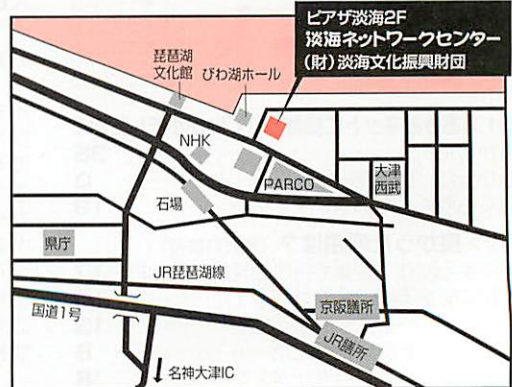 ピアザ淡海2F
淡海ネットワークセンター
(財)淡海文化振興財団
琵琶湖
文化館
びわ湖ホール
NHK
PARCO
大津
西武
石場
県庁
JR琵琶湖線
国道1号
京阪膳所
JR膳所
名神大津IC